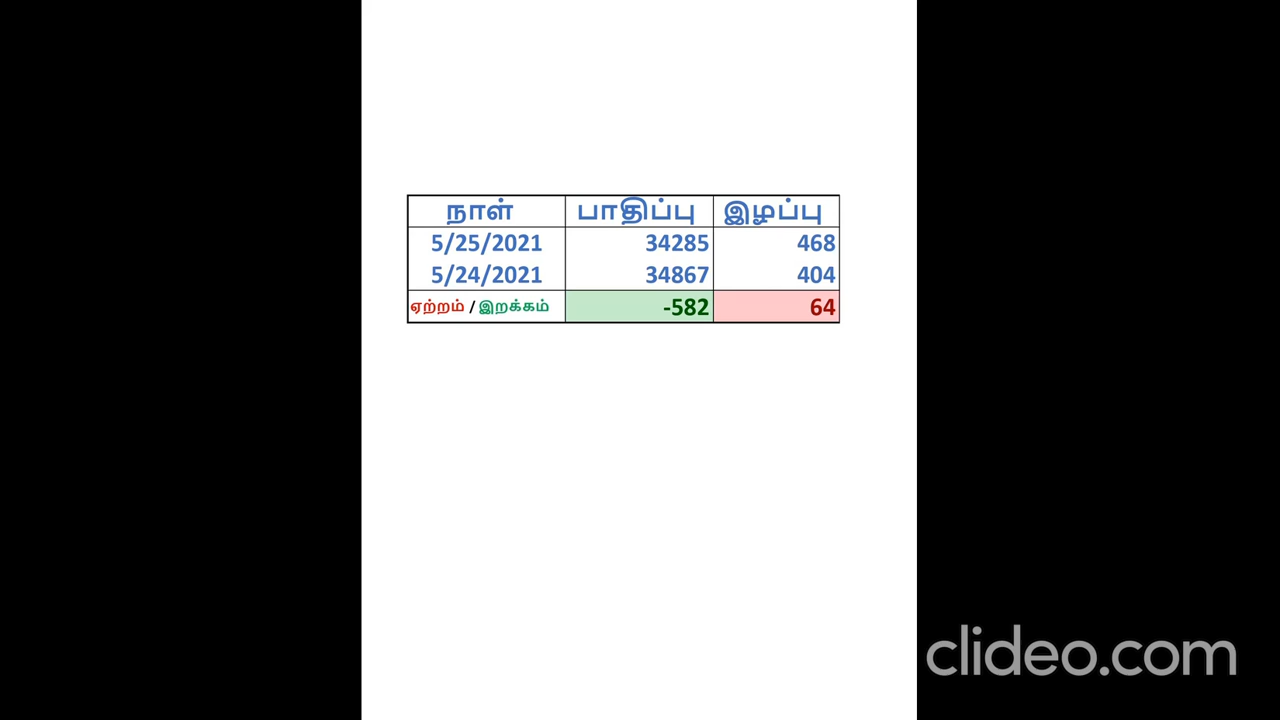 நாள் பாதிப்பு இழப்பு
5/25/2021 34285 468
5/24/2021 34867 404
ஏற்றம் / இறக்கம் -582 64
clideo.com